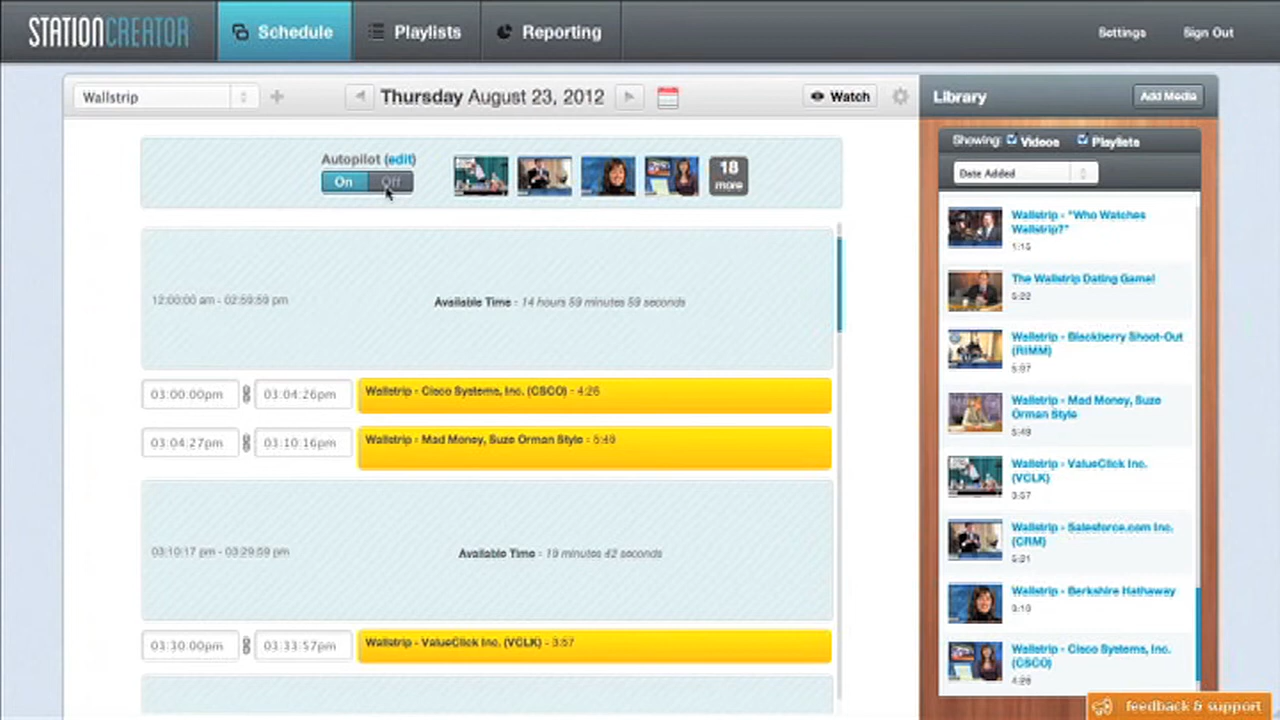 STATIONCREATOR
Schedule
Playlists
Reporting
Settings
Sign Out
Wallstrip
Thursday August 23, 2012
Watch
Library
Add Media
Autopilot (edit)
On Off
18
more
Showing: Videos Playlists
Date Added
12:00:00 am - 02:59:59 pm
Available Time - 14 hours 59 minutes 59 seconds
03:00:00pm
03:04:26pm
Wallstrip - Cisco Systems, Inc. (CSCO) - 4:26
03:04:27pm
03:10:16pm
Wallstrip - Mad Money, Suze Orman Style - 5:49
03:10:17 pm - 03:29:59 pm
Available Time - 19 minutes 42 seconds
03:30:00pm
03:33:57pm
Wallstrip - ValueClick Inc. (VCLK) - 3:57
Wallstrip - "Who Watches
Wallstrip?"
1:15
The Wallstrip Dating Game!
5:22
Wallstrip - Blackberry Shoot-Out
(RIMM)
Wallstrip - Mad Money, Suze
Orman Style
5:49
Wallstrip - ValueClick Inc.
(VCLK)
3:57
Wallstrip - Salesforce.com Inc.
(CRM)
5:21
Wallstrip - Berkshire Hathaway
Wallstrip - Cisco Systems, Inc.
(CSCO)
4:26
feedback & support